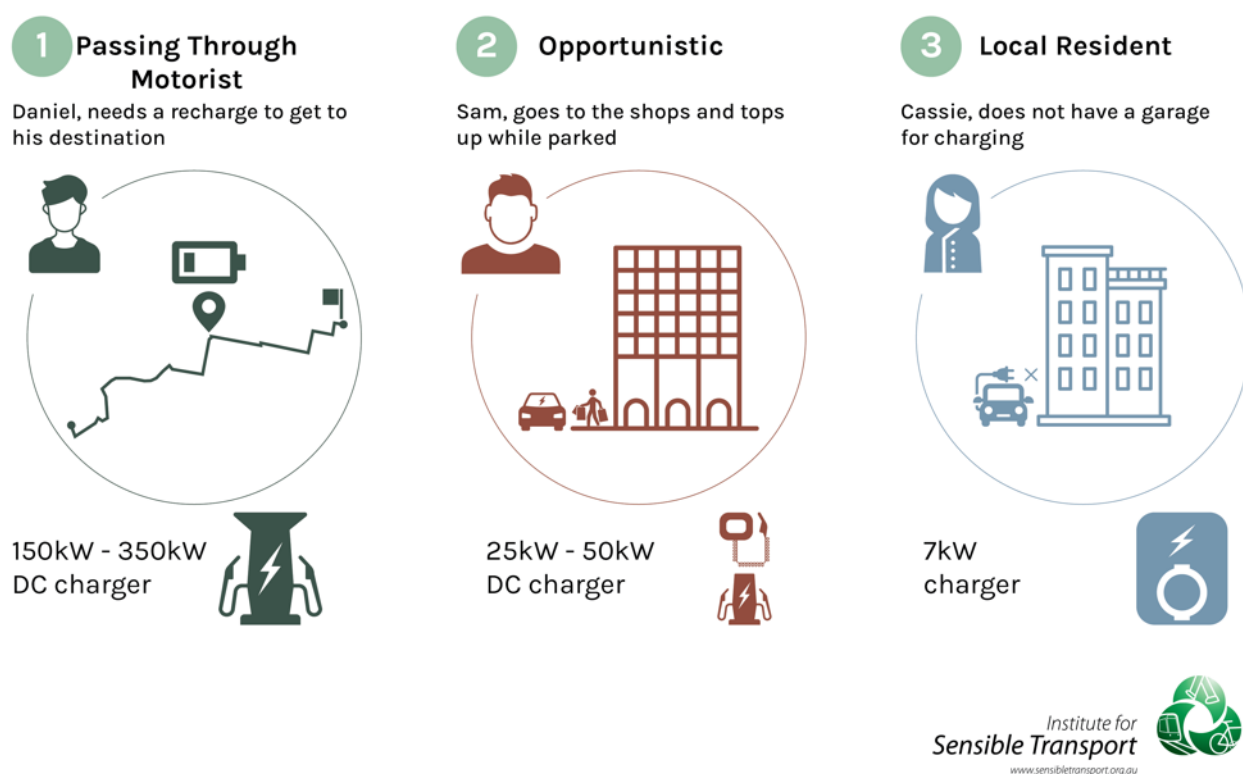 1
Passing Through
Motorist
Daniel, needs a recharge to get to
his destination
150kW - 350kW
DC charger
2
Opportunistic
Sam, goes to the shops and tops
up while parked
25kW - 50kW
DC charger
3
Local Resident
Cassie, does not have a garage
for charging
7kW
charger
Institute for
Sensible Transport
www.sensibletransport.org.au